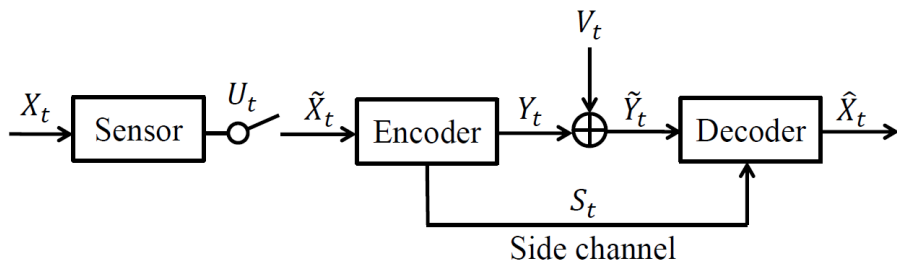 V_t
X_t
Sensor
U_t
X̃_t
Encoder
Y_t
Ỹ_t
Decoder
X̂_t
S_t
Side channel